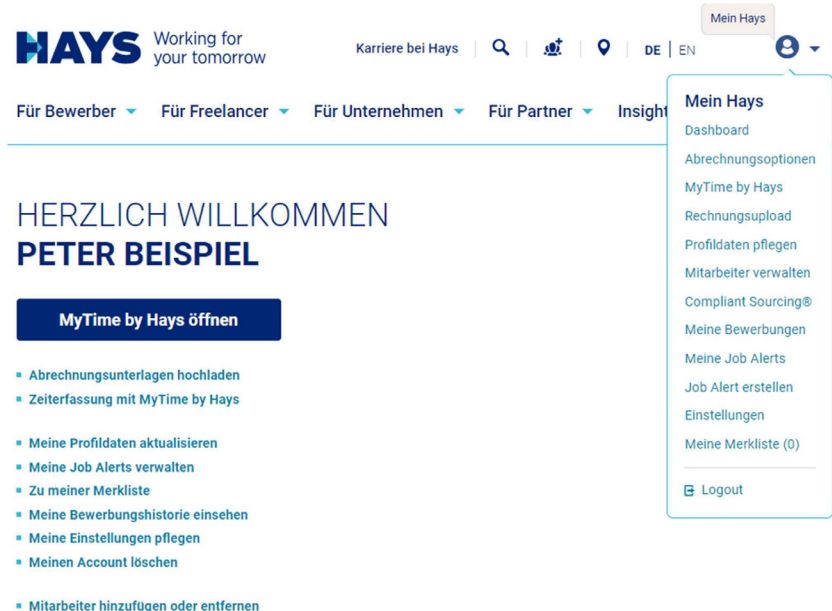 HAYS Working for
your tomorrow
Karriere bei Hays
DE | EN
Mein Hays
Für Bewerber
Für Freelancer
Für Unternehmen
Für Partner
Insight
HERZLICH WILLKOMMEN
PETER BEISPIEL
MyTime by Hays öffnen
Abrechnungsunterlagen hochladen
Zeiterfassung mit MyTime by Hays
Meine Profildaten aktualisieren
Meine Job Alerts verwalten
Zu meiner Merkliste
Meine Bewerbungshistorie einsehen
Meine Einstellungen pflegen
Meinen Account löschen
Mitarbeiter hinzufügen oder entfernen
Mein Hays
Dashboard
Abrechnungsoptionen
MyTime by Hays
Rechnungsupload
Profildaten pflegen
Mitarbeiter verwalten
Compliant Sourcing®
Meine Bewerbungen
Meine Job Alerts
Job Alert erstellen
Einstellungen
Meine Merkliste (0)
Logout